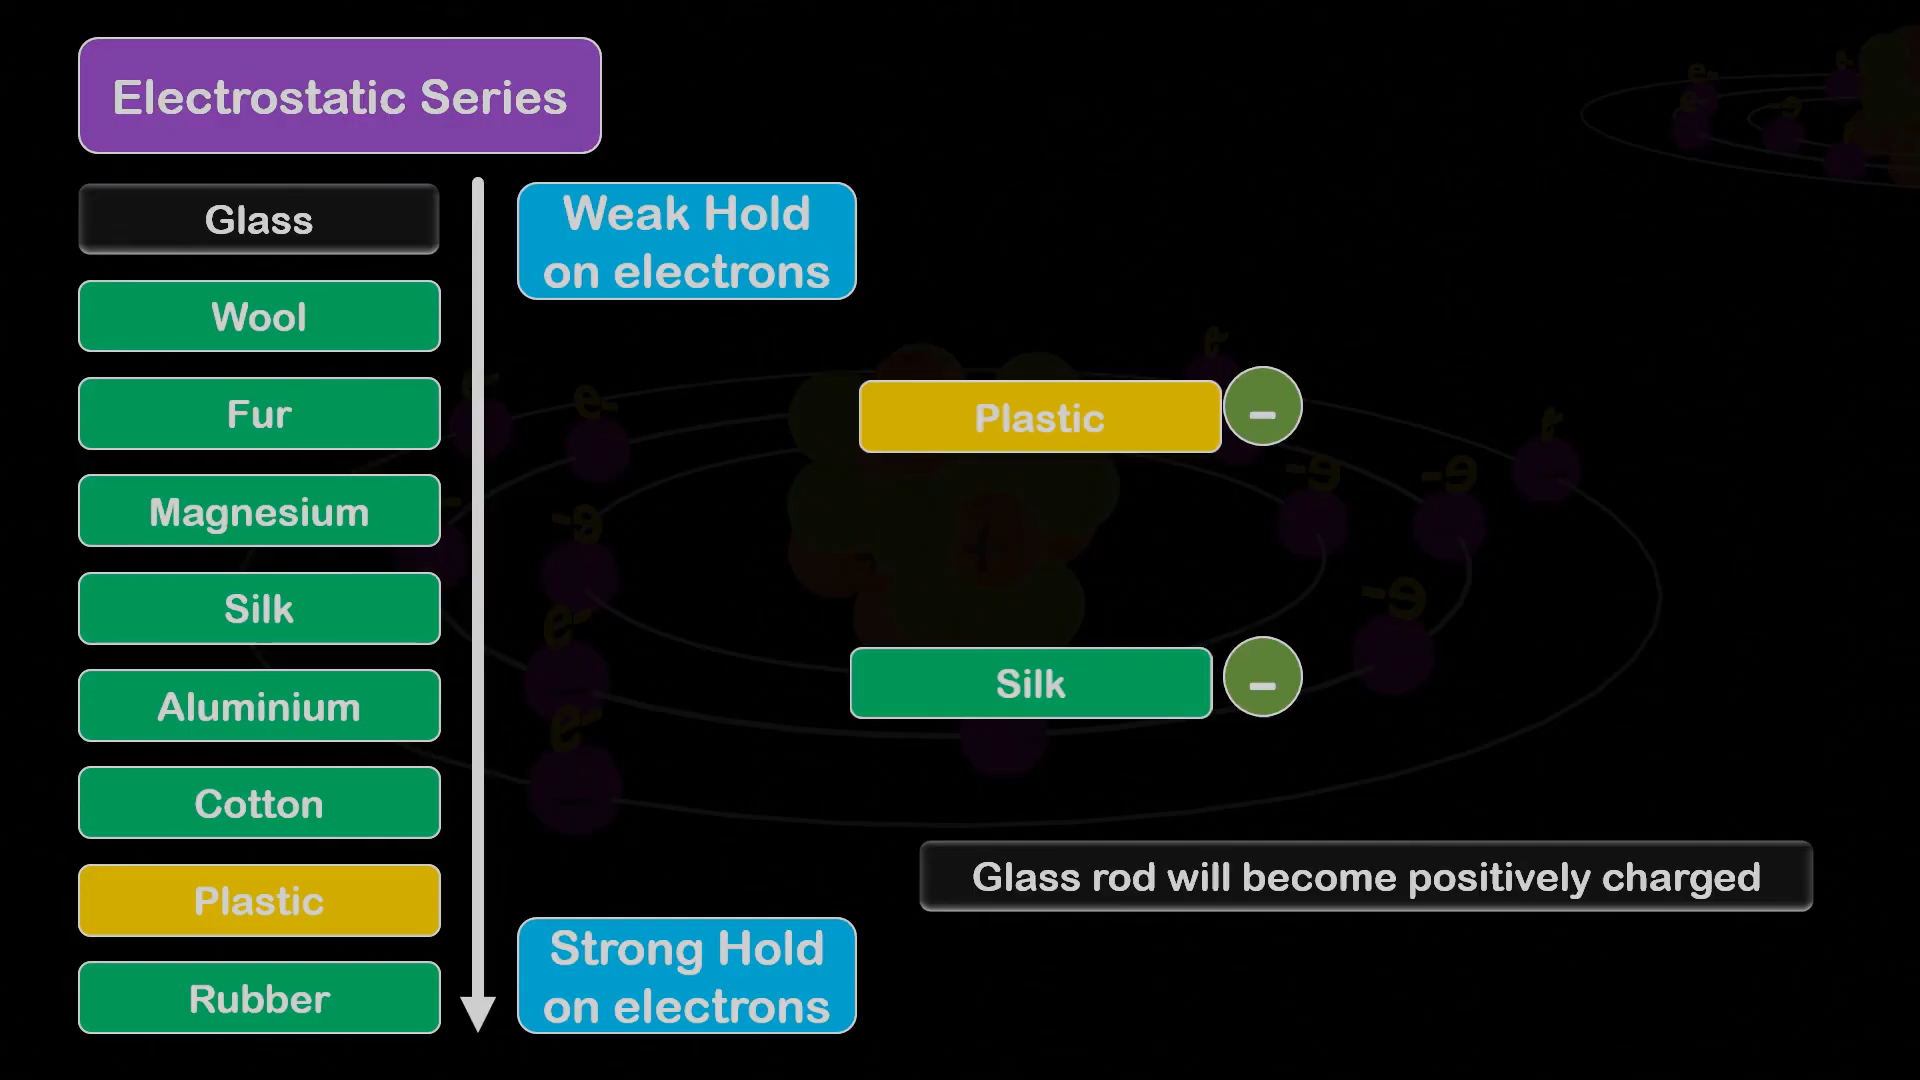 Electrostatic Series
Glass
Wool
Fur
Magnesium
Silk
Aluminium
Cotton
Plastic
Rubber
Weak Hold
on electrons
Strong Hold
on electrons
Plastic
-
Silk
-
Glass rod will become positively charged
e-
e-
e-
e-
e-
e-
e-
e-